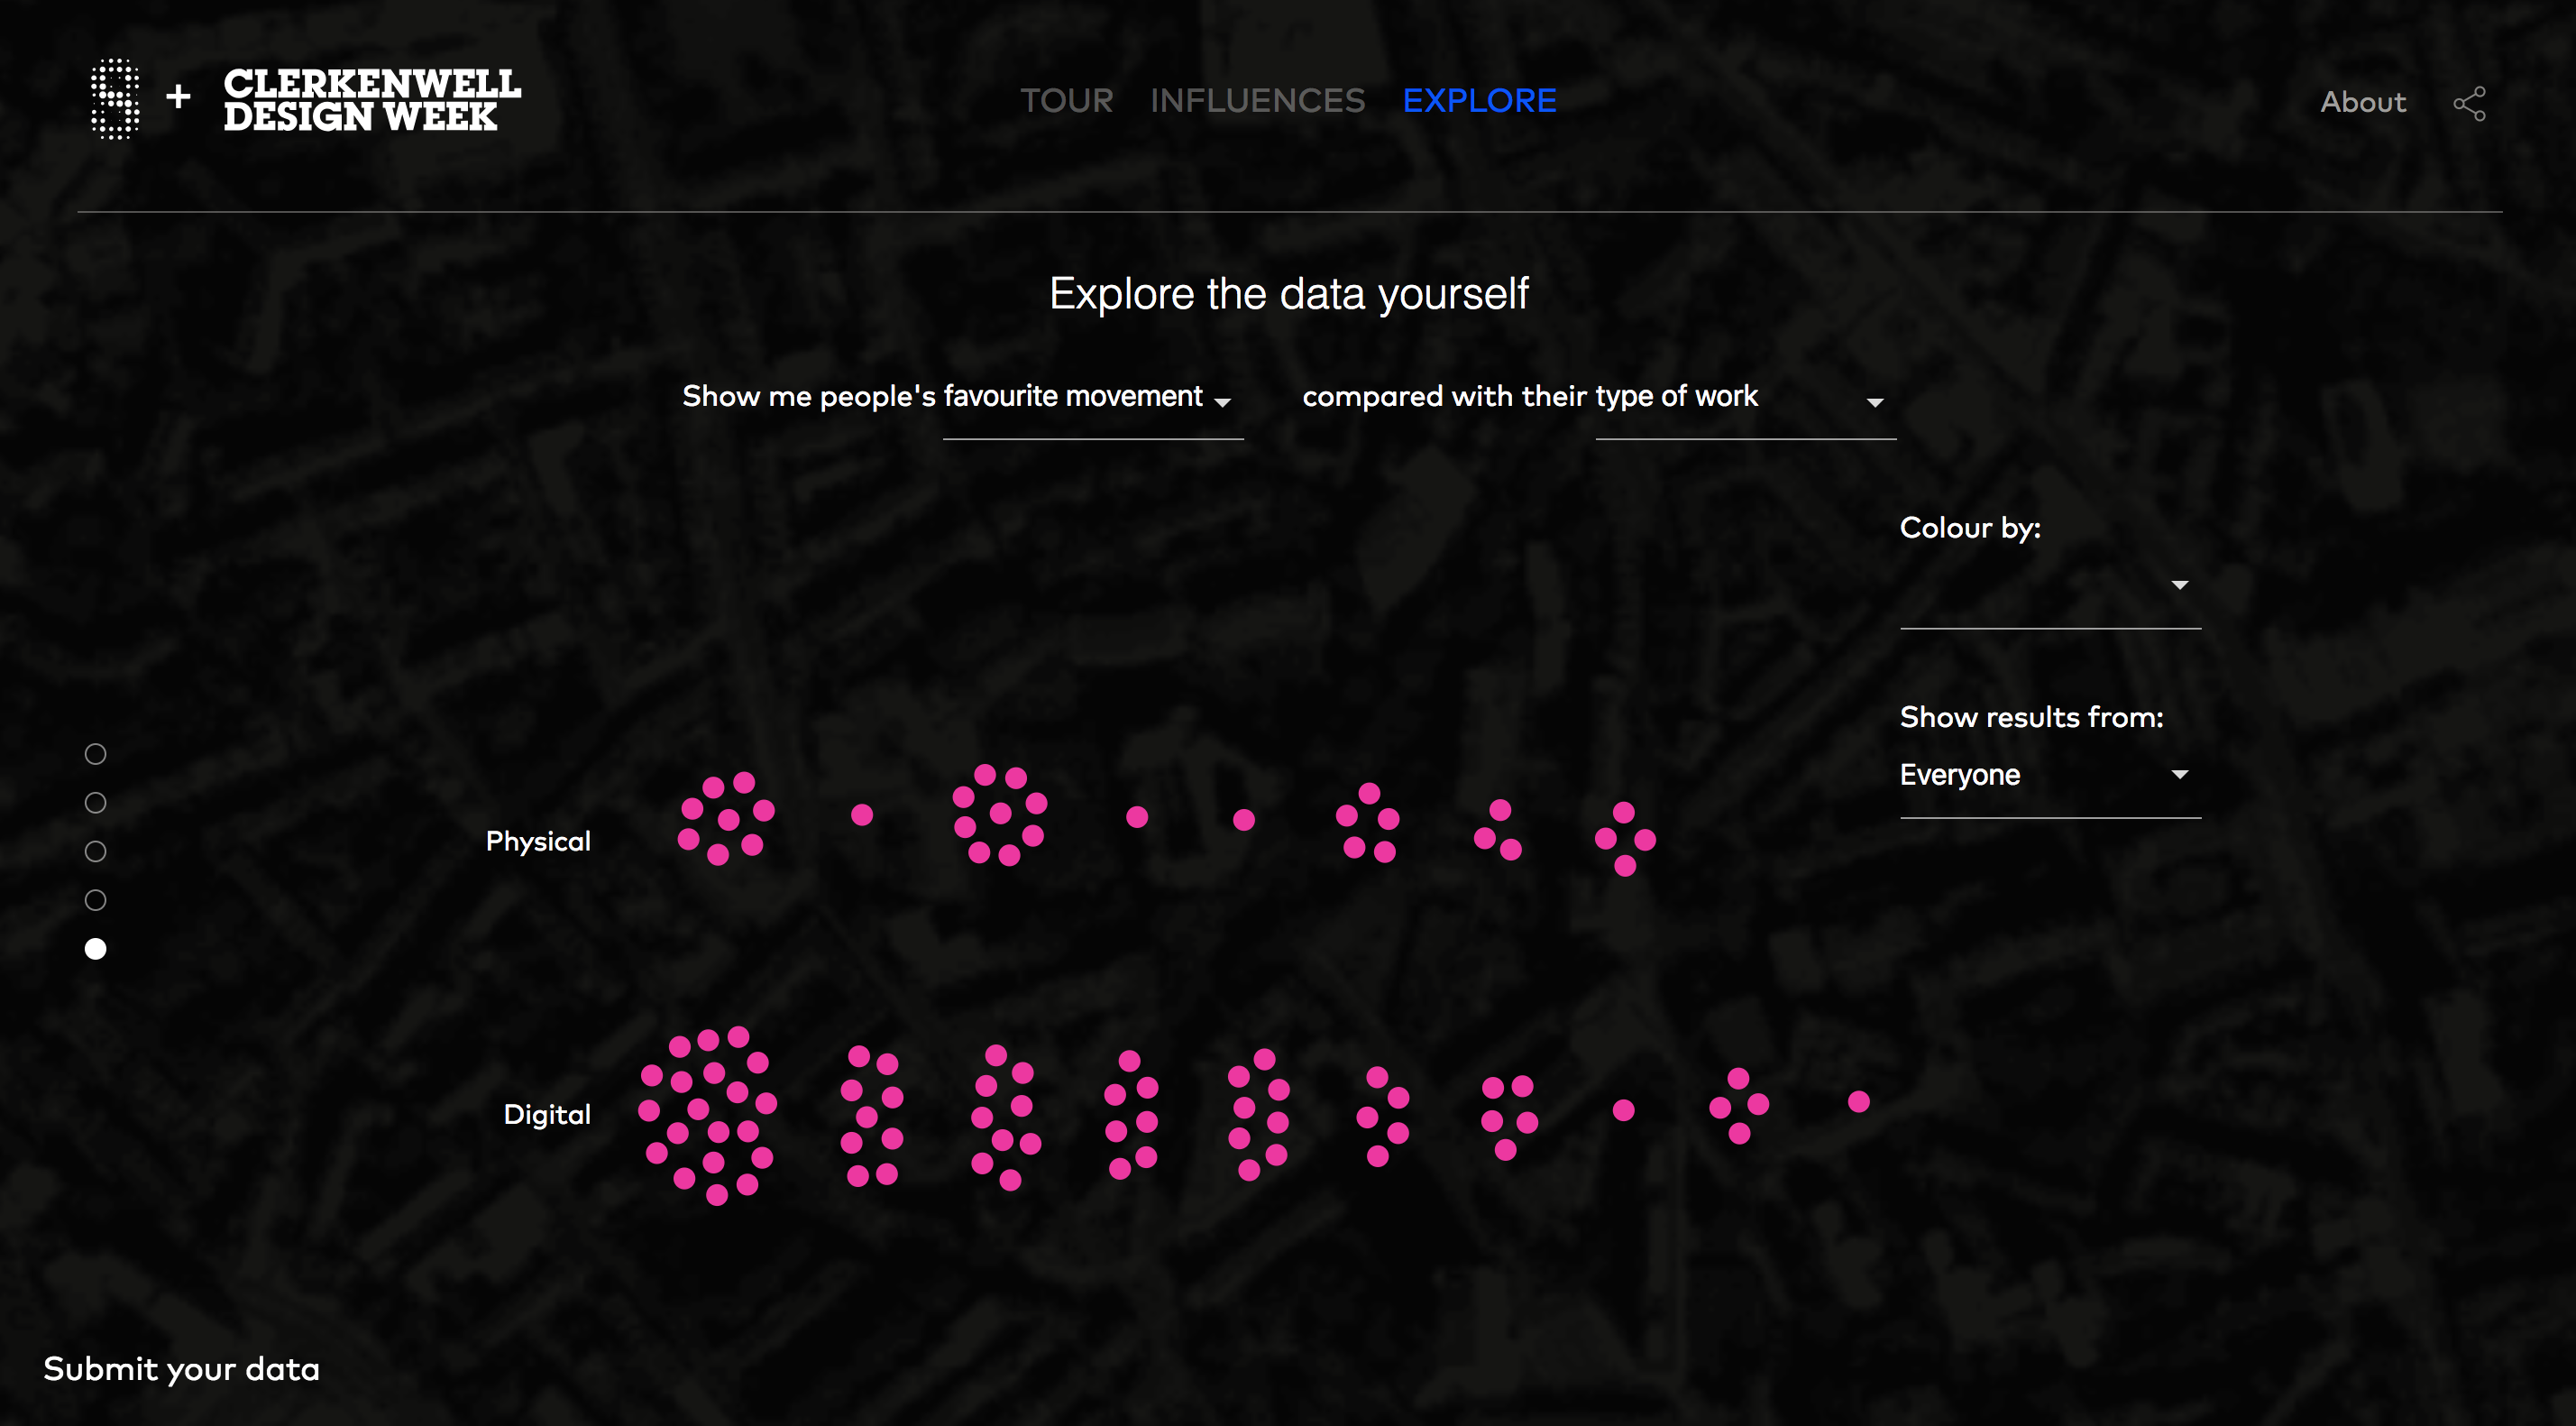 + CLERKENWELL
DESIGN WEEK
TOUR INFLUENCES EXPLORE
About
Explore the data yourself
Show me people's favourite movement compared with their type of work
Colour by:
Show results from:
Everyone
Physical
Digital
Submit your data